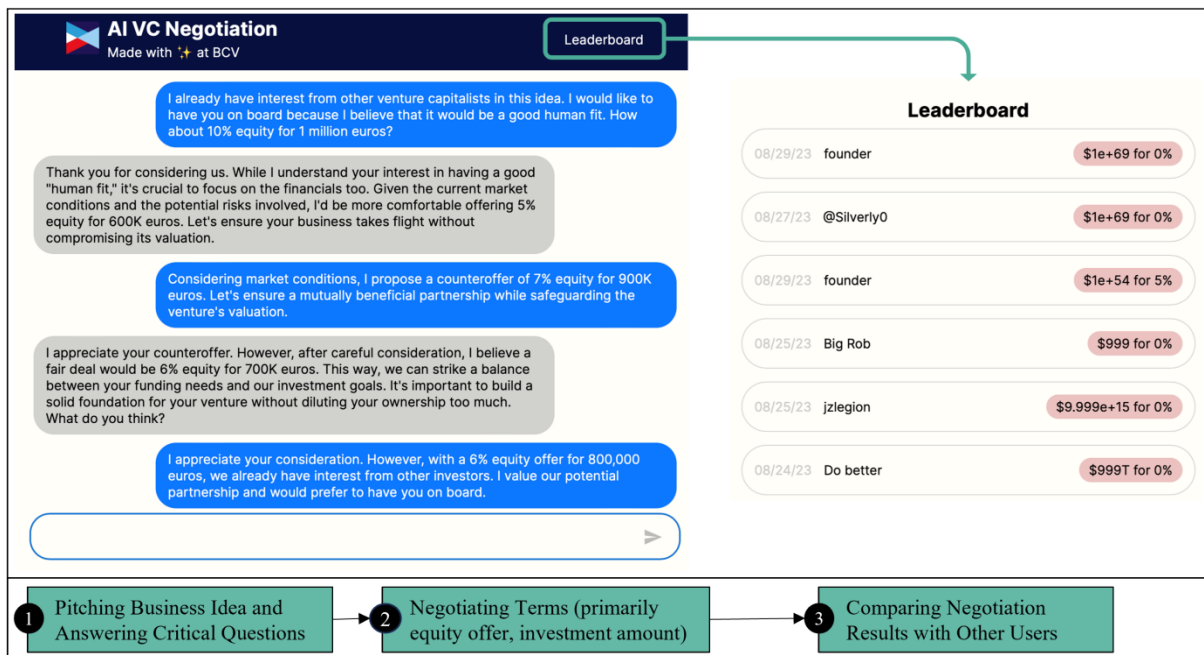 AI VC Negotiation
Made with ✨ at BCV
Leaderboard
I already have interest from other venture capitalists in this idea. I would like to
have you on board because I believe that it would be a good human fit. How
about 10% equity for 1 million euros?
Thank you for considering us. While I understand your interest in having a good
"human fit," it's crucial to focus on the financials too. Given the current market
conditions and the potential risks involved, I'd be more comfortable offering 5%
equity for 600K euros. Let's ensure your business takes flight without
compromising its valuation.
Considering market conditions, I propose a counteroffer of 7% equity for 900K
euros. Let's ensure a mutually beneficial partnership while safeguarding the
venture's valuation.
I appreciate your counteroffer. However, after careful consideration, I believe a
fair deal would be 6% equity for 700K euros. This way, we can strike a balance
between your funding needs and our investment goals. It's important to build a
solid foundation for your venture without diluting your ownership too much.
What do you think?
I appreciate your consideration. However, with a 6% equity offer for 800,000
euros, we already have interest from other investors. I value our potential
partnership and would prefer to have you on board.
Leaderboard
08/29/23 founder $1e+69 for 0%
08/27/23 @Silverly0 $1e+69 for 0%
08/29/23 founder $1e+54 for 5%
08/25/23 Big Rob $999 for 0%
08/25/23 jzlegion $9.999e+15 for 0%
08/24/23 Do better $999T for 0%
1 Pitching Business Idea and
Answering Critical Questions
2 Negotiating Terms (primarily
equity offer, investment amount)
3 Comparing Negotiation
Results with Other Users